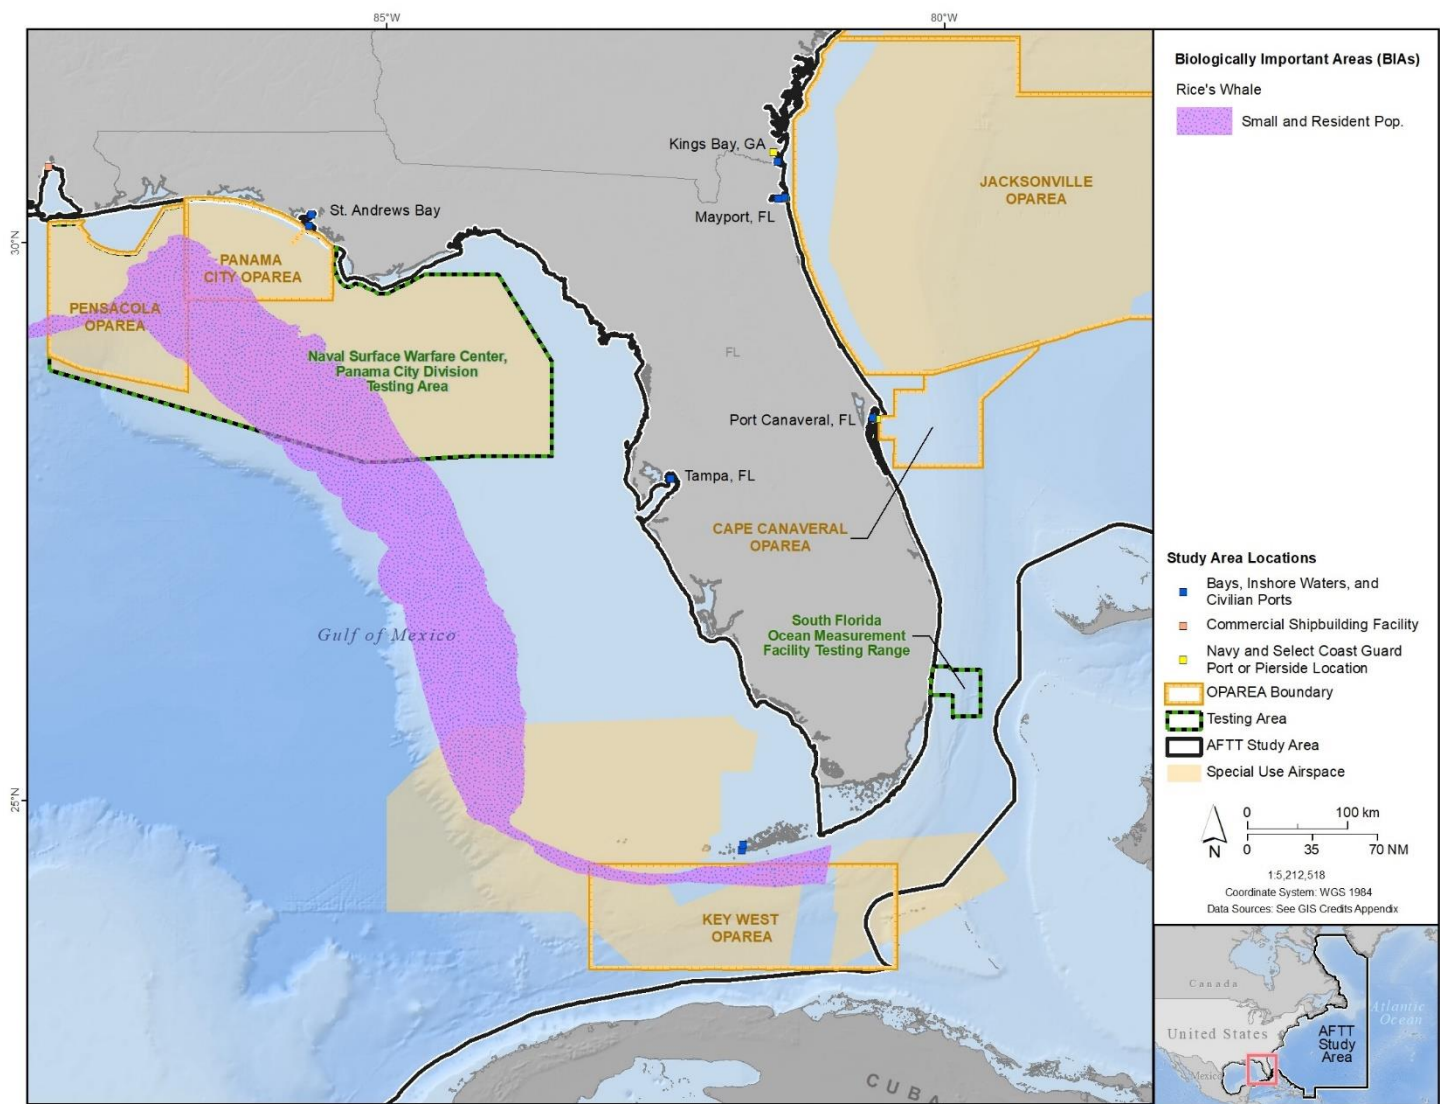 85°W
80°W
30°N
25°N
Kings Bay, GA
Mayport, FL
JACKSONVILLE
OPAREA
St. Andrews Bay
PANAMA
CITY OPAREA
PENSACOLA
OPAREA
Naval Surface Warfare Center,
Panama City Division
Testing Area
FL
Port Canaveral, FL
Tampa, FL
CAPE CANAVERAL
OPAREA
Gulf of Mexico
South Florida
Ocean Measurement
Facility Testing Range
KEY WEST
OPAREA
CUBA
Biologically Important Areas (BIAs)
Rice's Whale
Small and Resident Pop.
Study Area Locations
Bays, Inshore Waters, and
Civilian Ports
Commercial Shipbuilding Facility
Navy and Select Coast Guard
Port or Pierside Location
OPAREA Boundary
Testing Area
AFTT Study Area
Special Use Airspace
N
0 100 km
0 35 70 NM
1:5,212,518
Coordinate System: WGS 1984
Data Sources: See GIS Credits Appendix
Canada
United States
Mexico
Atlantic
Ocean
AFTT
Study
Area